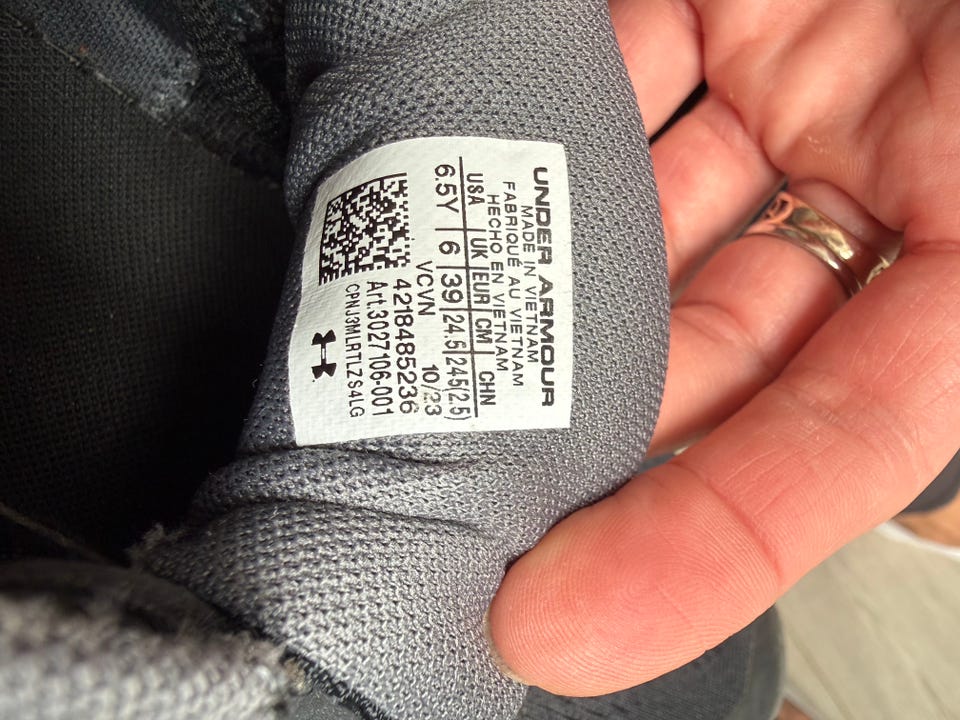 UNDER ARMOUR
MADE IN VIETNAM
FABRIQUÉ AU VIETNAM
HECHO EN VIETNAM
USA UK EUR CM CHN
6.5Y 6 39 24.5 245(2.5)
VCVN 10/23
4218485236
Art.3027106-001
CPNJ3MLRTLZS4LG